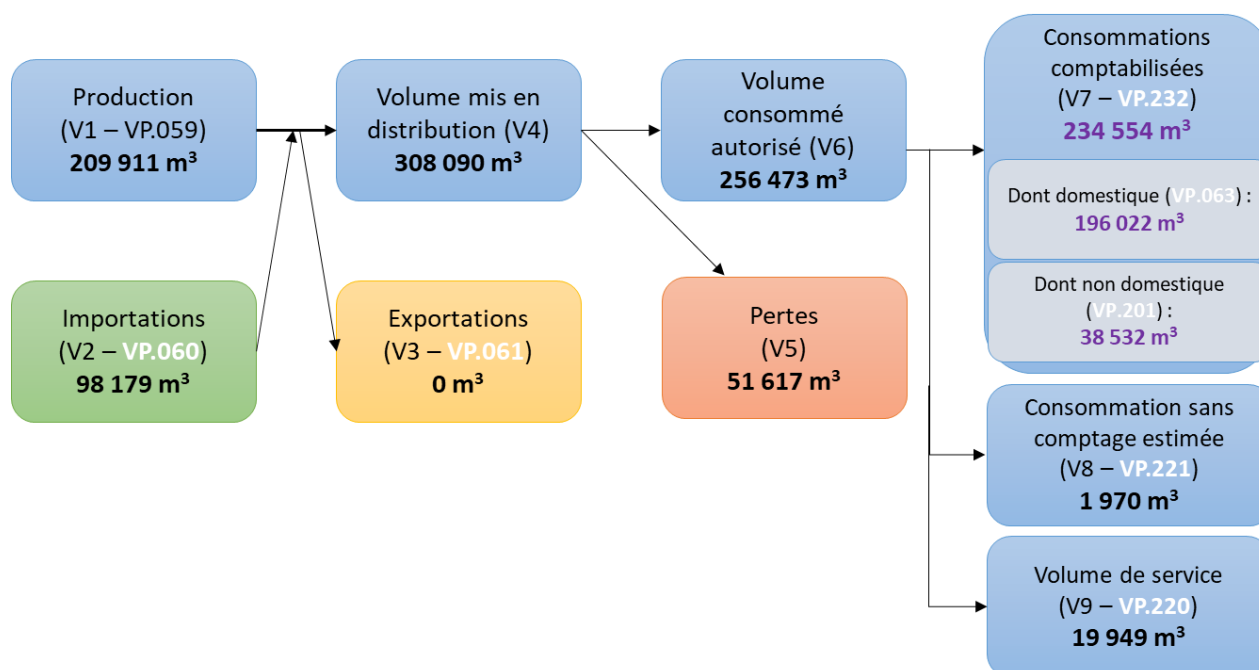 Production
(V1 – VP.059)
209 911 m³
Volume mis en
distribution (V4)
308 090 m³
Volume
consommé
autorisé (V6)
256 473 m³
Consommations
comptabilisées
(V7 – VP.232)
234 554 m³
Dont domestique (VP.063) :
196 022 m³
Dont non domestique
(VP.201) :
38 532 m³
Importations
(V2 – VP.060)
98 179 m³
Exportations
(V3 – VP.061)
0 m³
Pertes
(V5)
51 617 m³
Consommation sans
comptage estimée
(V8 – VP.221)
1 970 m³
Volume de service
(V9 – VP.220)
19 949 m³